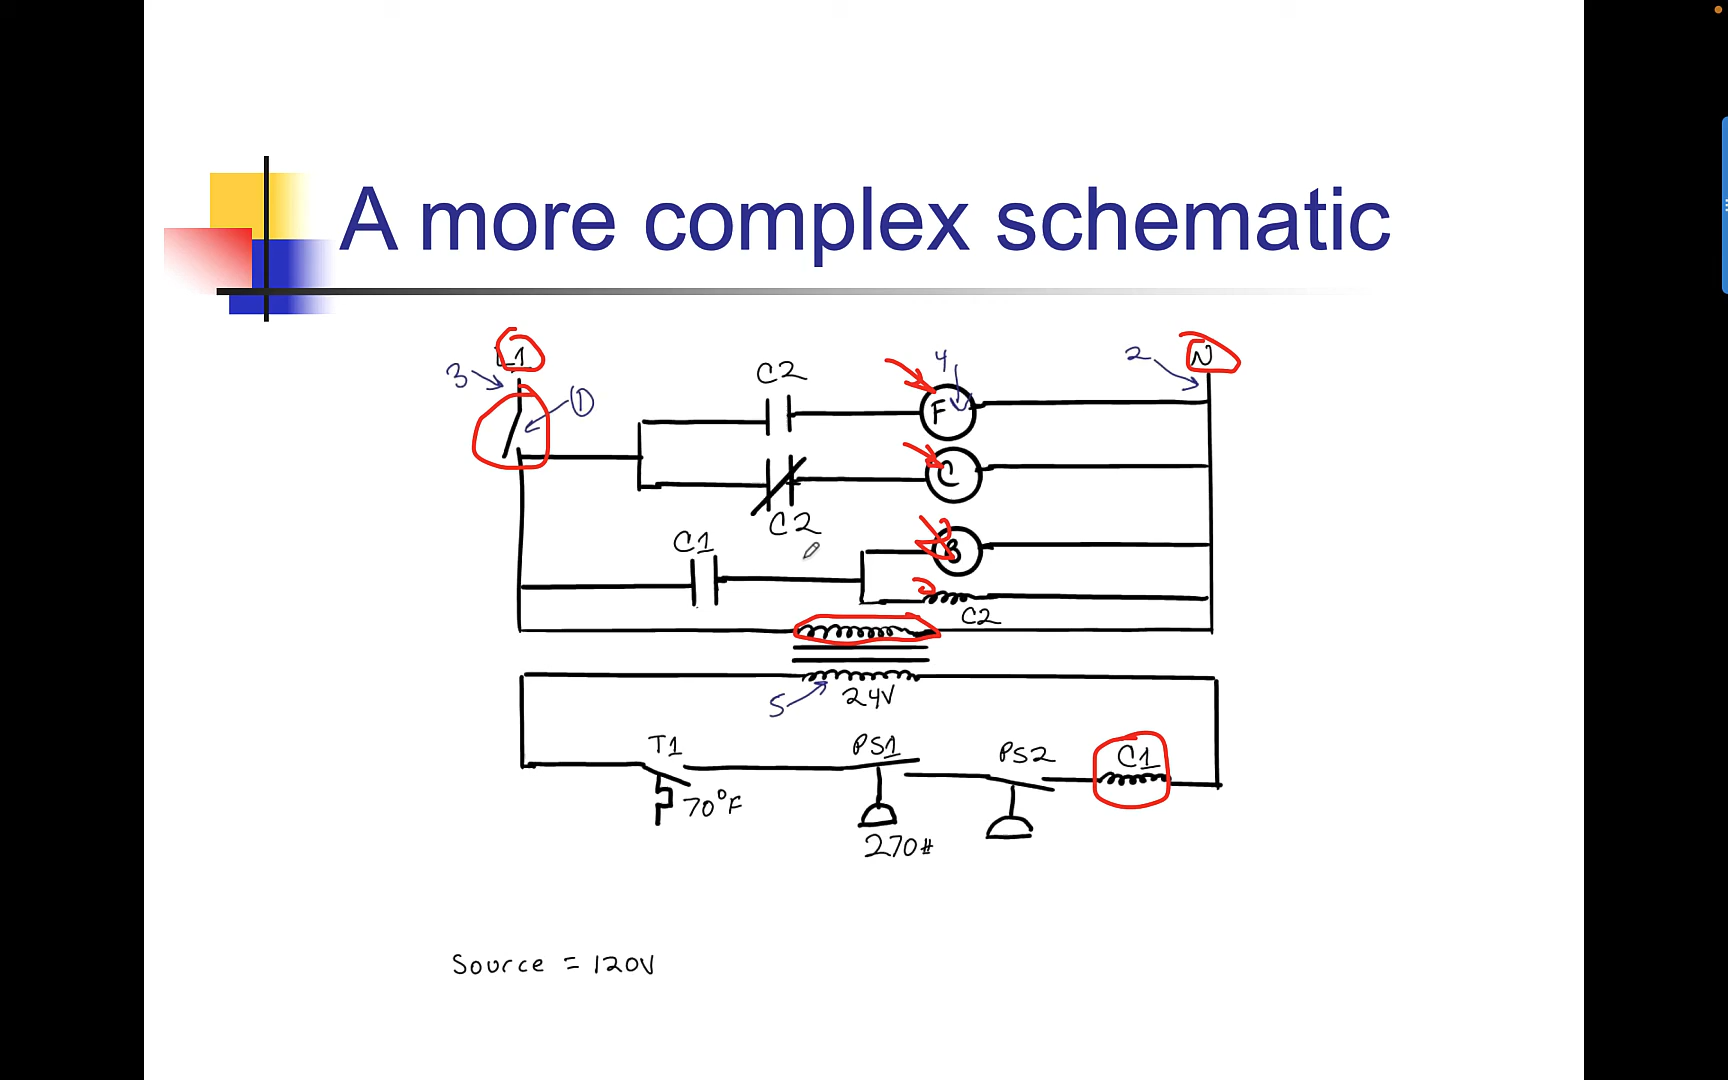 A more complex schematic
L1
N
3
1
C2
4
2
F
C
C2
C1
B
C2
5
24V
T1
PS1
PS2
C1
70°F
270#
Source = 120V